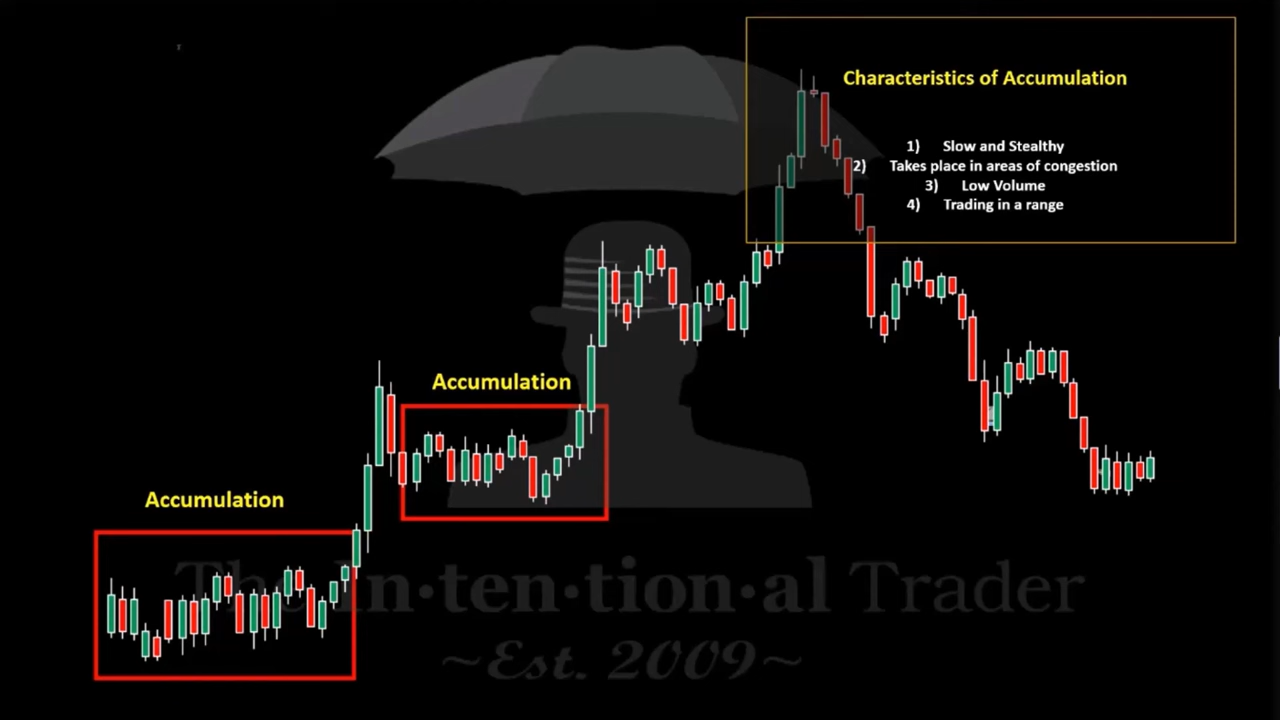 Characteristics of Accumulation
1) Slow and Stealthy
2) Takes place in areas of congestion
3) Low Volume
4) Trading in a range
Accumulation
Accumulation
The In·ten·tion·al Trader
~Est. 2009~